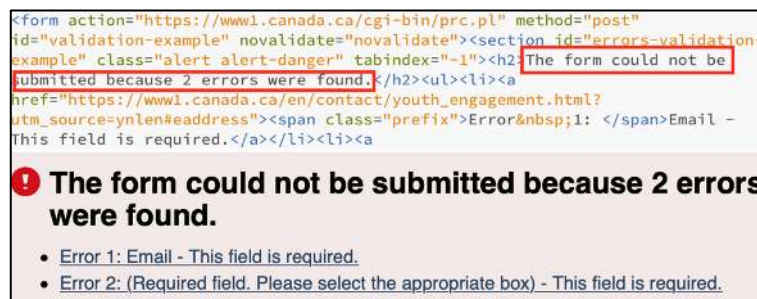 <form action="https://www1.canada.ca/cgi-bin/prc.pl" method="post"
id="validation-example" novalidate="novalidate"><section id="errors-validation-
example" class="alert alert-danger" tabindex="-1"><h2>The form could not be
submitted because 2 errors were found.</h2><ul><li><a
href="https://www1.canada.ca/en/contact/youth_engagement.html?
utm_source=ynlen#eaddress"><span class="prefix">Error&nbsp;1: </span>Email -
This field is required.</a></li><li><a
The form could not be submitted because 2 errors
were found.
• Error 1: Email - This field is required.
• Error 2: (Required field. Please select the appropriate box) - This field is required.